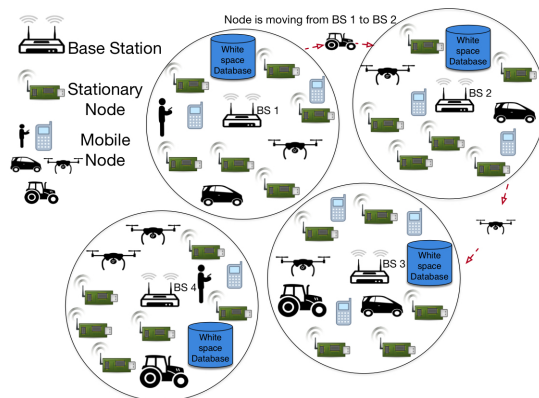 Node is moving from BS 1 to BS 2
Base Station
Stationary
Node
Mobile
Node
White
space
Database
BS 1
White
space
Database
BS 2
White
space
Database
BS 3
BS 4
White
space
Database